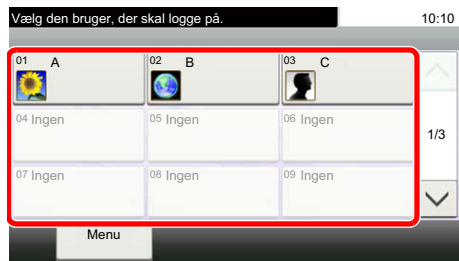 Vælg den bruger, der skal logge på. 10:10
01 A 02 B 03 C
04 Ingen 05 Ingen 06 Ingen
1/3
07 Ingen 08 Ingen 09 Ingen
Menu